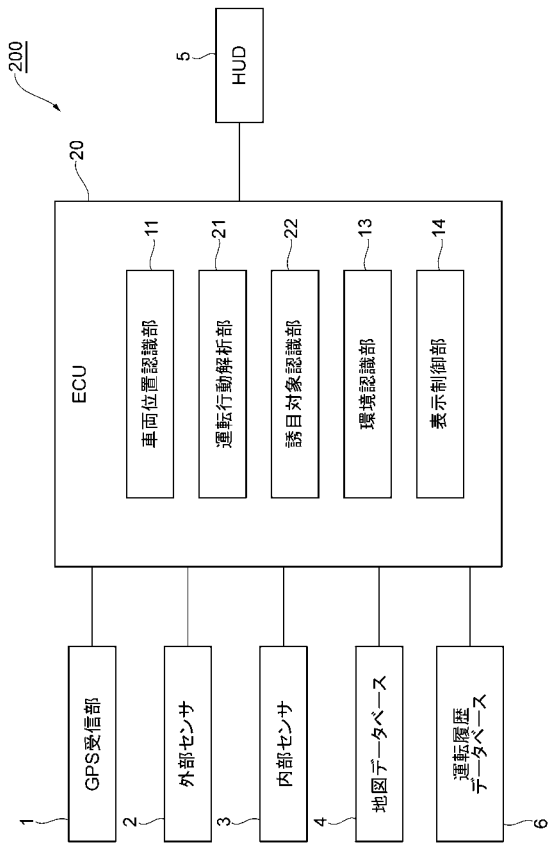 200
20
ECU
1
GPS受信部
2
外部センサ
3
内部センサ
4
地図データベース
6
運転履歴
データベース
車両位置認識部
11
運転行動解析部
21
誘目対象認識部
22
環境認識部
13
表示制御部
14
5
HUD